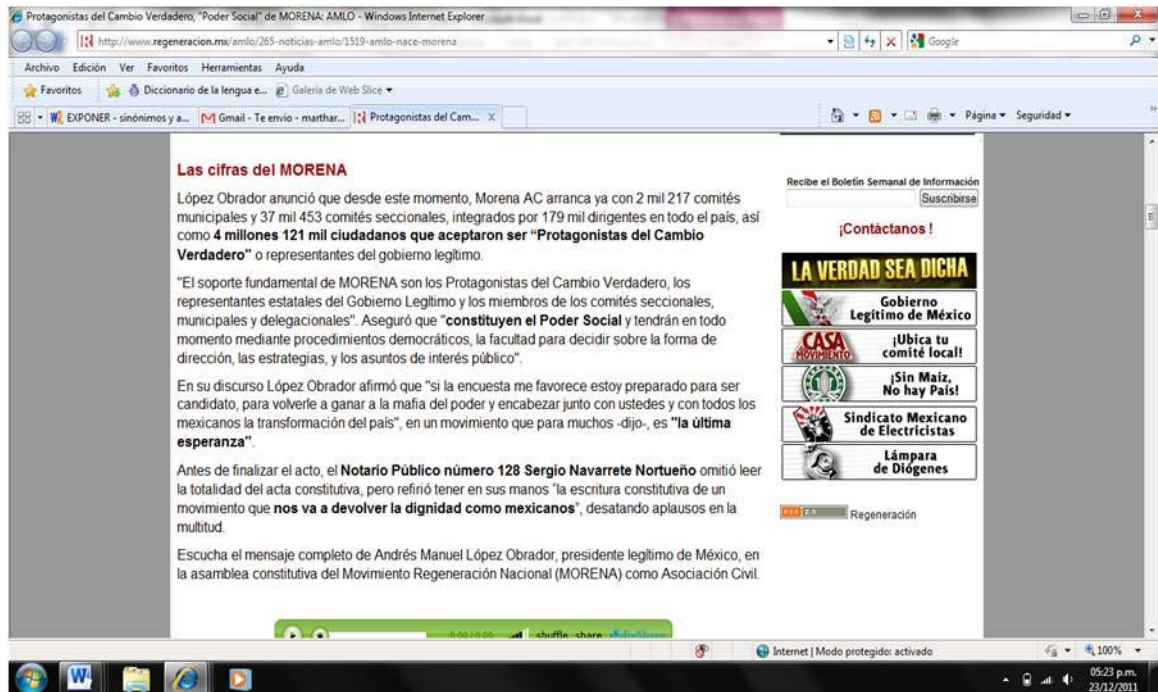 Protagonistas del Cambio Verdadero, "Poder Social" de MORENA: AMLO - Windows Internet Explorer
http://www.regeneracion.mx/amlo/265-noticias-amlo/1519-amlo-nace-morena
Google
Archivo Edición Ver Favoritos Herramientas Ayuda
Favoritos Diccionario de la lengua e... Galería de Web Slice
EXPONER - sinónimos y a... Gmail - Te envio - marthar... Protagonistas del Cam... X
Página Seguridad
Las cifras del MORENA
López Obrador anunció que desde este momento, Morena AC arranca ya con 2 mil 217 comités
municipales y 37 mil 453 comités seccionales, integrados por 179 mil dirigentes en todo el país, así
como 4 millones 121 mil ciudadanos que aceptaron ser “Protagonistas del Cambio
Verdadero" o representantes del gobierno legítimo.
"El soporte fundamental de MORENA son los Protagonistas del Cambio Verdadero, los
representantes estatales del Gobierno Legítimo y los miembros de los comités seccionales,
municipales y delegacionales". Aseguró que "constituyen el Poder Social y tendrán en todo
momento mediante procedimientos democráticos, la facultad para decidir sobre la forma de
dirección, las estrategias, y los asuntos de interés público".
En su discurso López Obrador afirmó que "si la encuesta me favorece estoy preparado para ser
candidato, para volverle a ganar a la mafia del poder y encabezar junto con ustedes y con todos los
mexicanos la transformación del país", en un movimiento que para muchos -dijo-, es "la última
esperanza".
Antes de finalizar el acto, el Notario Público número 128 Sergio Navarrete Nortueño omitió leer
la totalidad del acta constitutiva, pero refirió tener en sus manos “la escritura constitutiva de un
movimiento que nos va a devolver la dignidad como mexicanos”, desatando aplausos en la
multitud.
Escucha el mensaje completo de Andrés Manuel López Obrador, presidente legítimo de México, en
la asamblea constitutiva del Movimiento Regeneración Nacional (MORENA) como Asociación Civil.
0:00 / 0:00 shuffle share
Recibe el Boletín Semanal de Información
Suscribirse
¡Contáctanos !
LA VERDAD SEA DICHA
Gobierno
Legítimo de México
CASA
MOVIMIENTO
¡Ubica tu
comité local!
¡Sin Maíz,
No hay País!
Sindicato Mexicano
de Electricistas
Lámpara
de Diógenes
RSS 2.0 Regeneración
Internet | Modo protegido: activado
100%
05:23 p.m.
23/12/2011